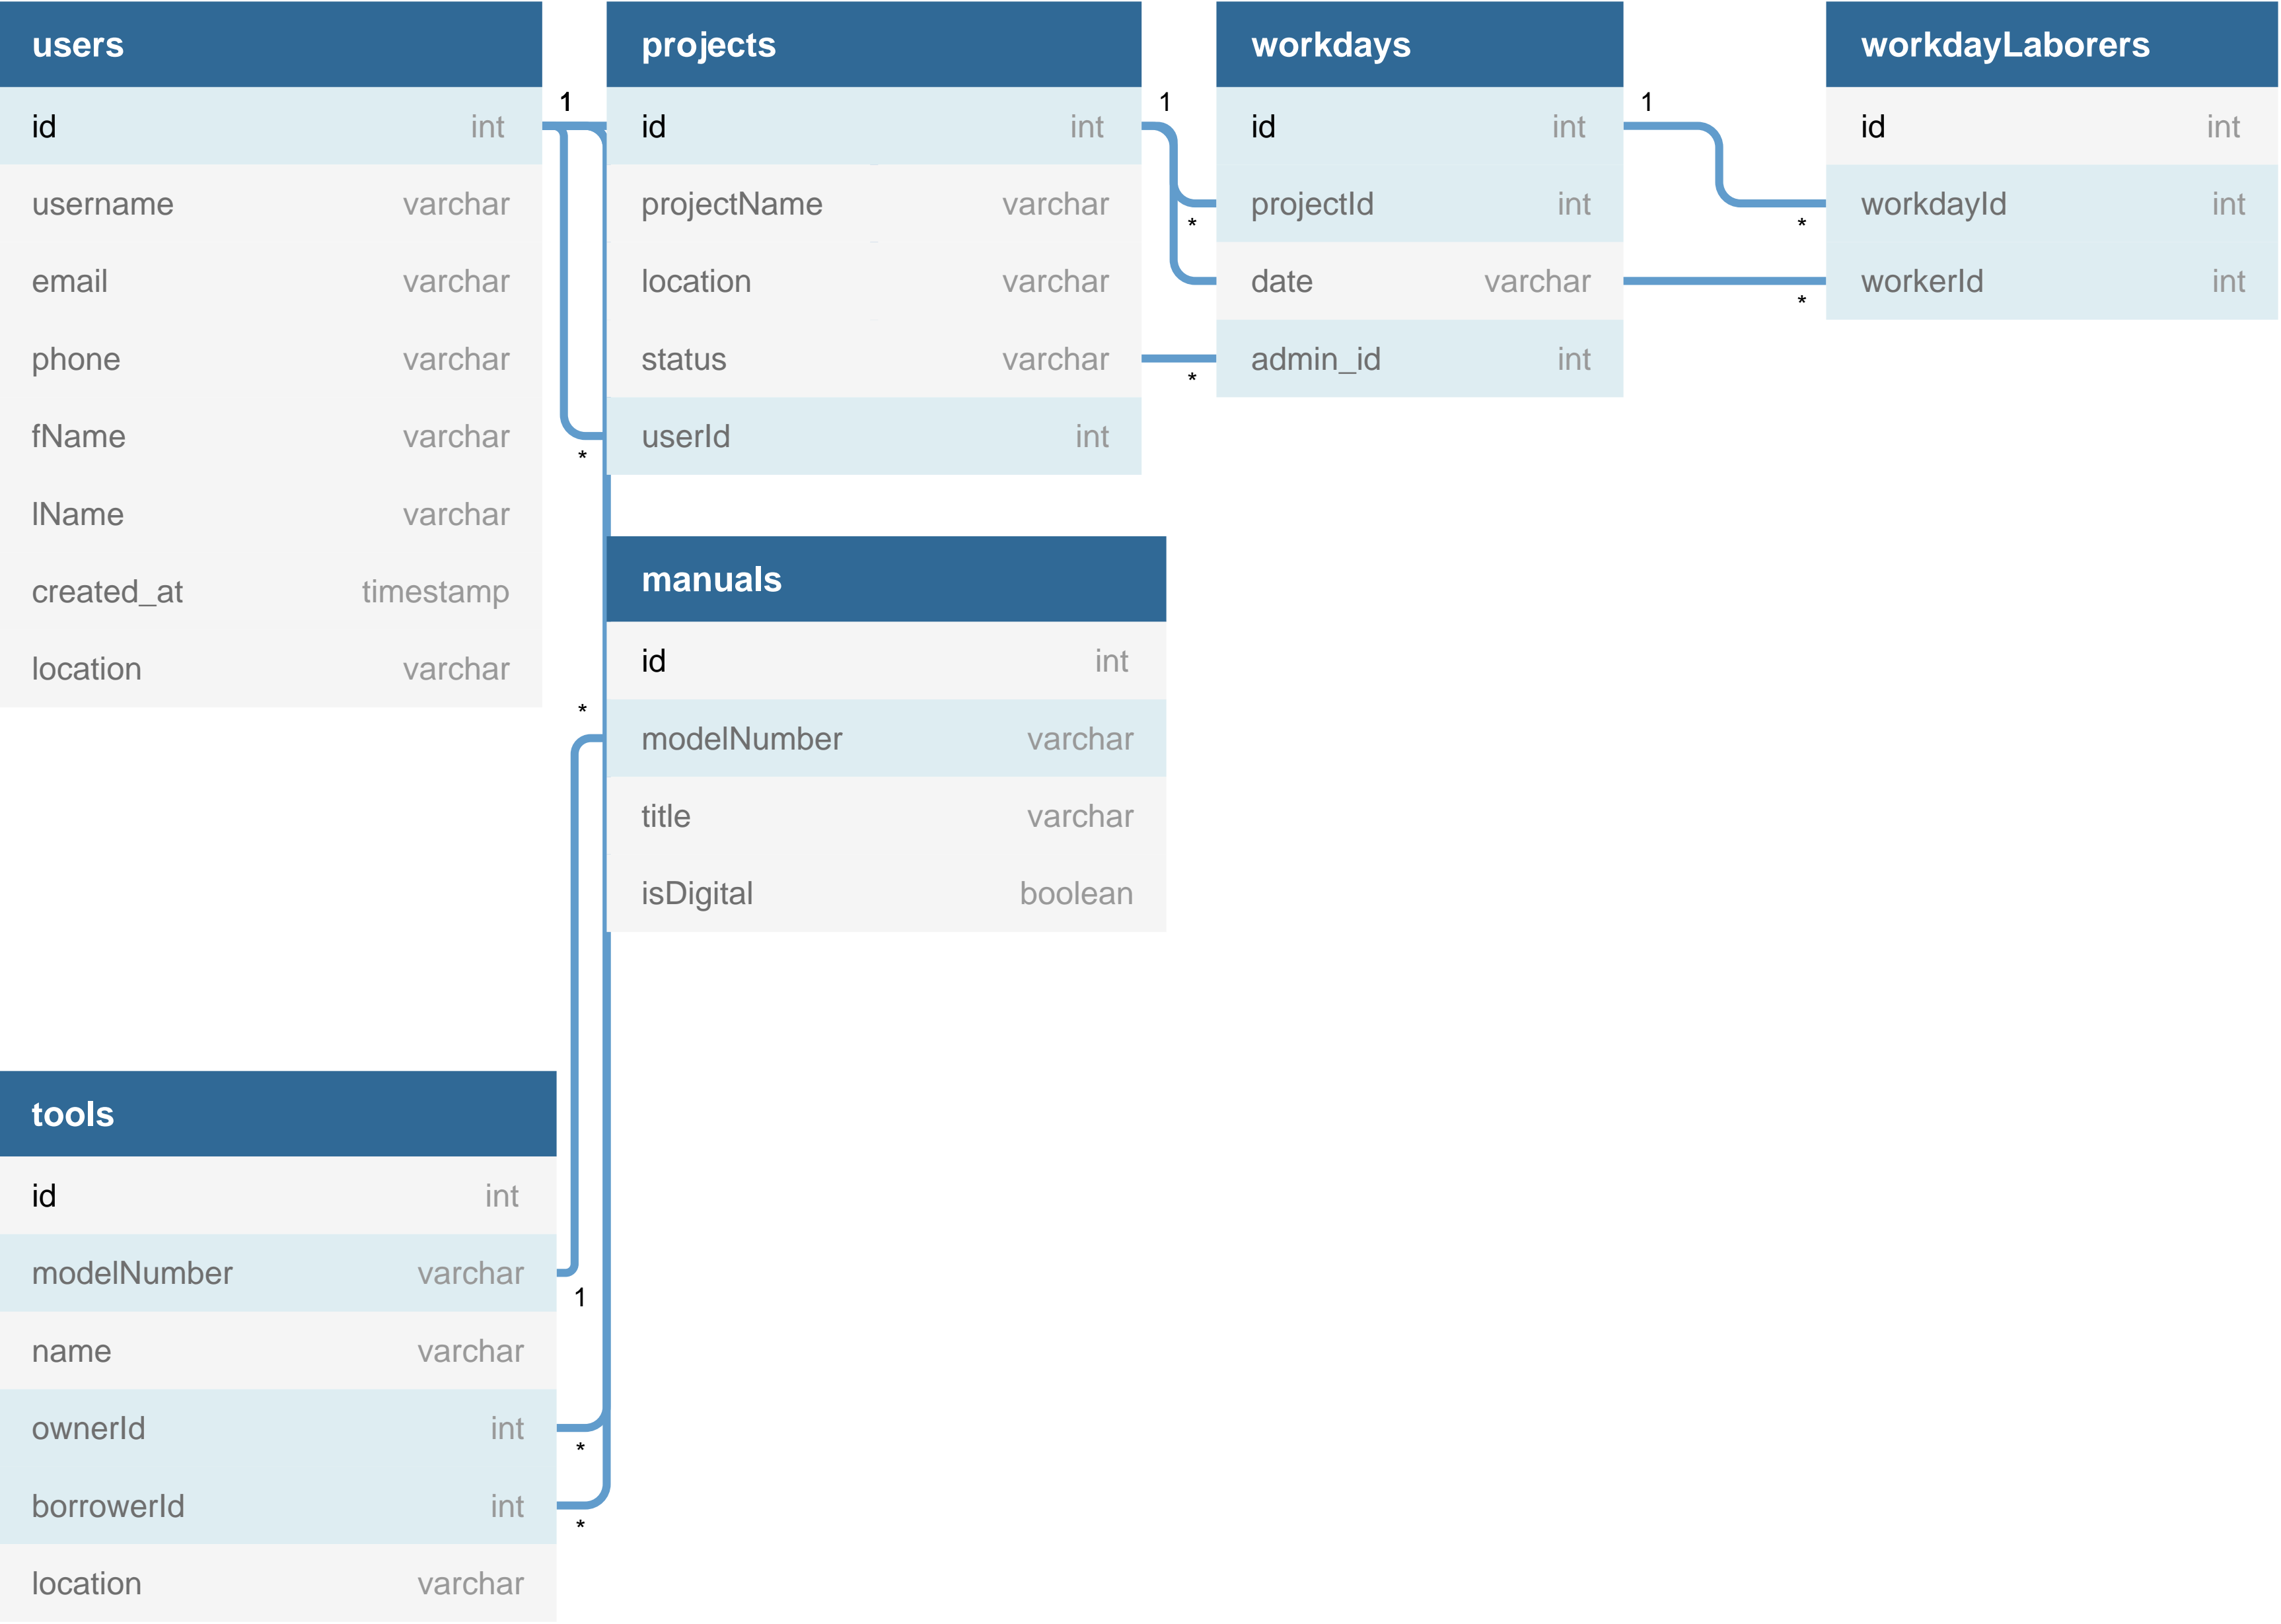 users
id int
username varchar
email varchar
phone varchar
fName varchar
lName varchar
created_at timestamp
location varchar
1
*
projects
id int
projectName varchar
location varchar
status varchar
userId int
1
*
*
workdays
id int
projectId int
date varchar
admin_id int
1
*
*
workdayLaborers
id int
workdayId int
workerId int
manuals
id int
modelNumber varchar
title varchar
isDigital boolean
*
tools
id int
modelNumber varchar
name varchar
ownerId int
borrowerId int
location varchar
1
*
*